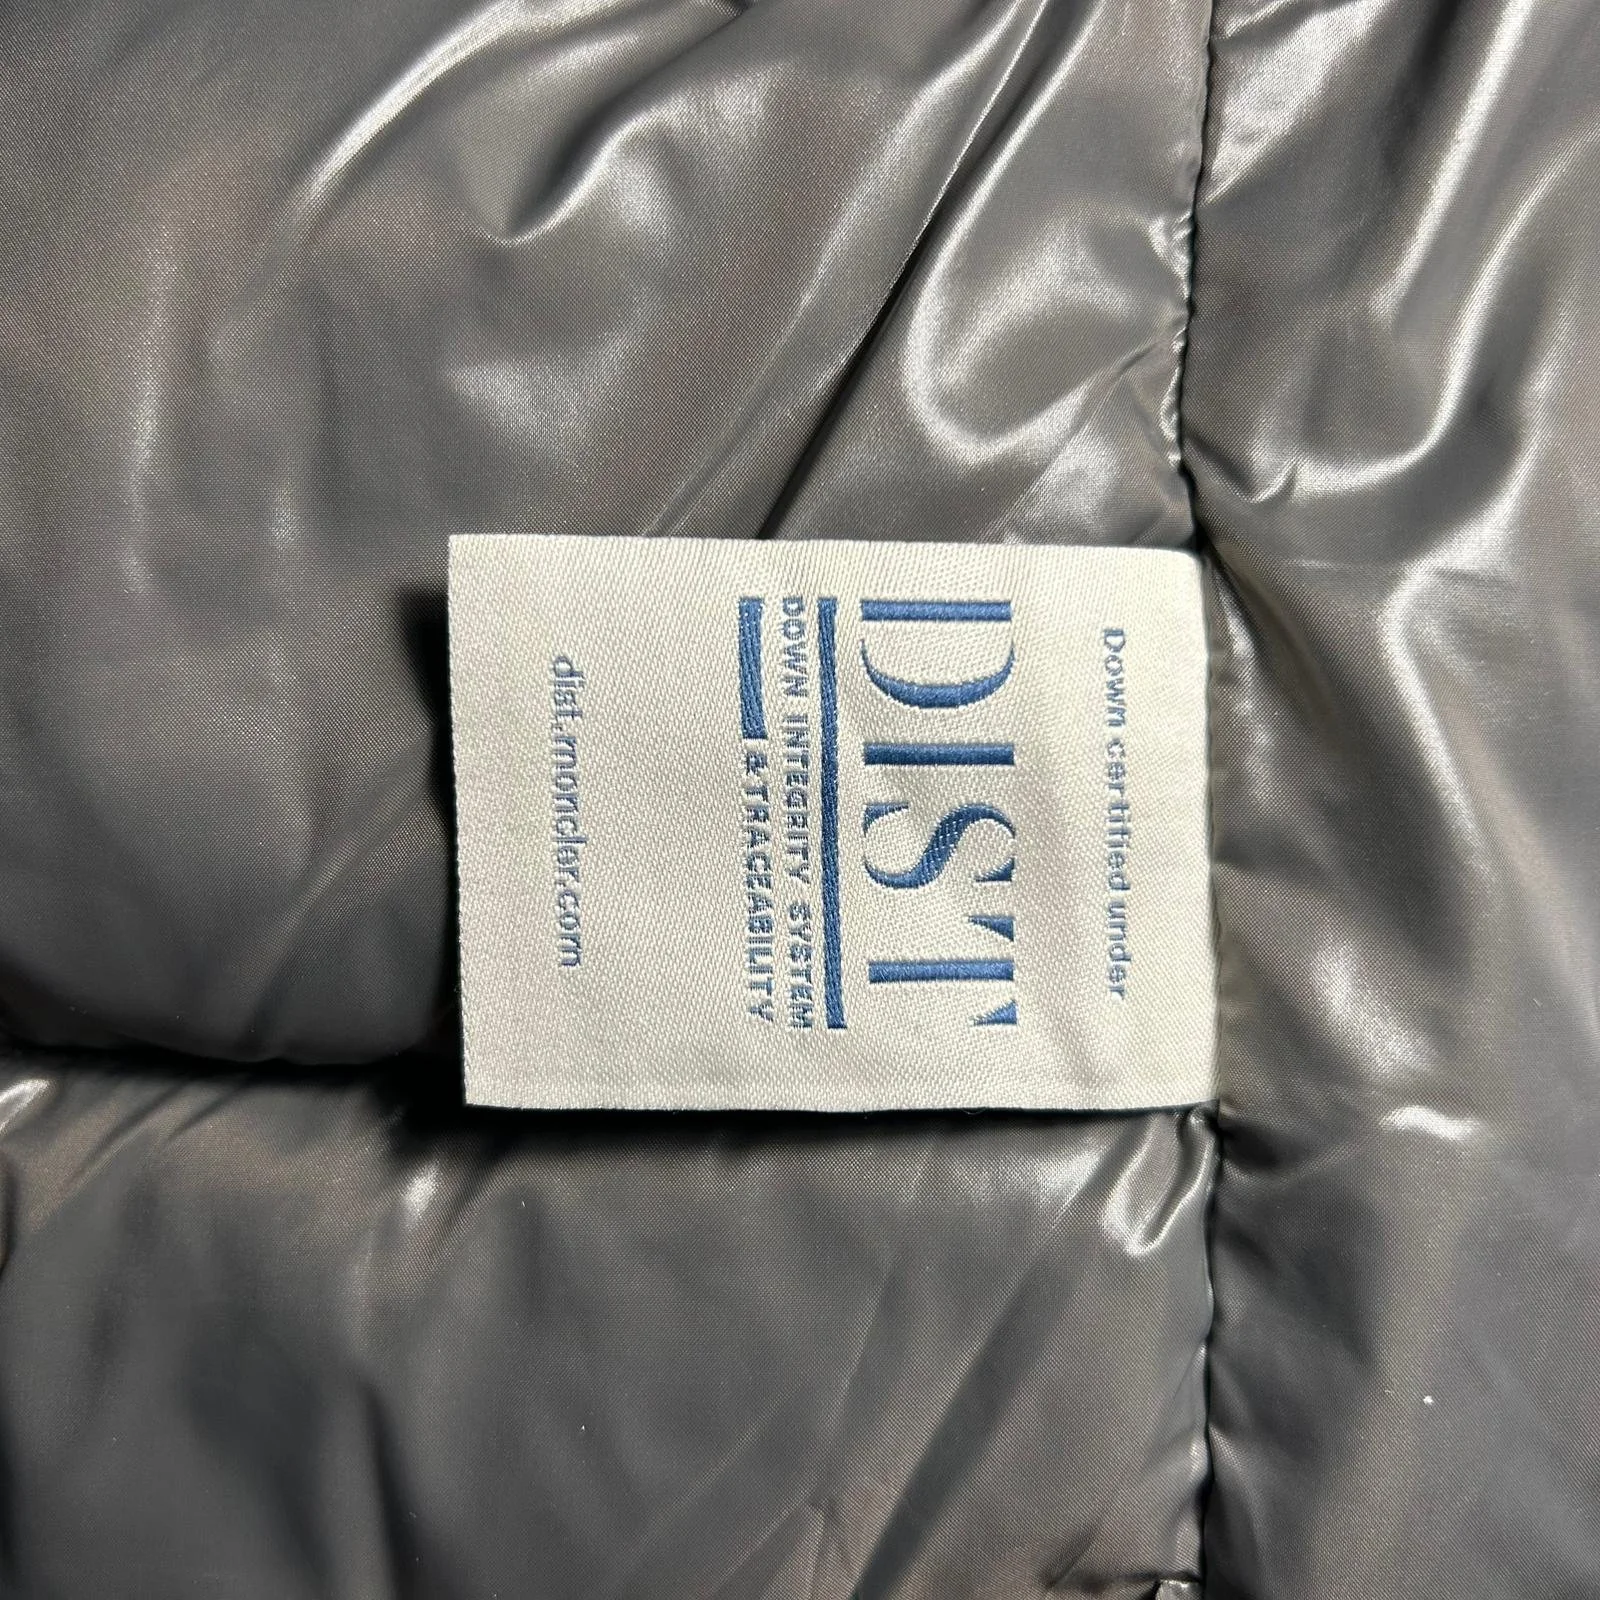 Down certified under
DIST
DOWN INTEGRITY SYSTEM
& TRACEABILITY
dist.moncler.com